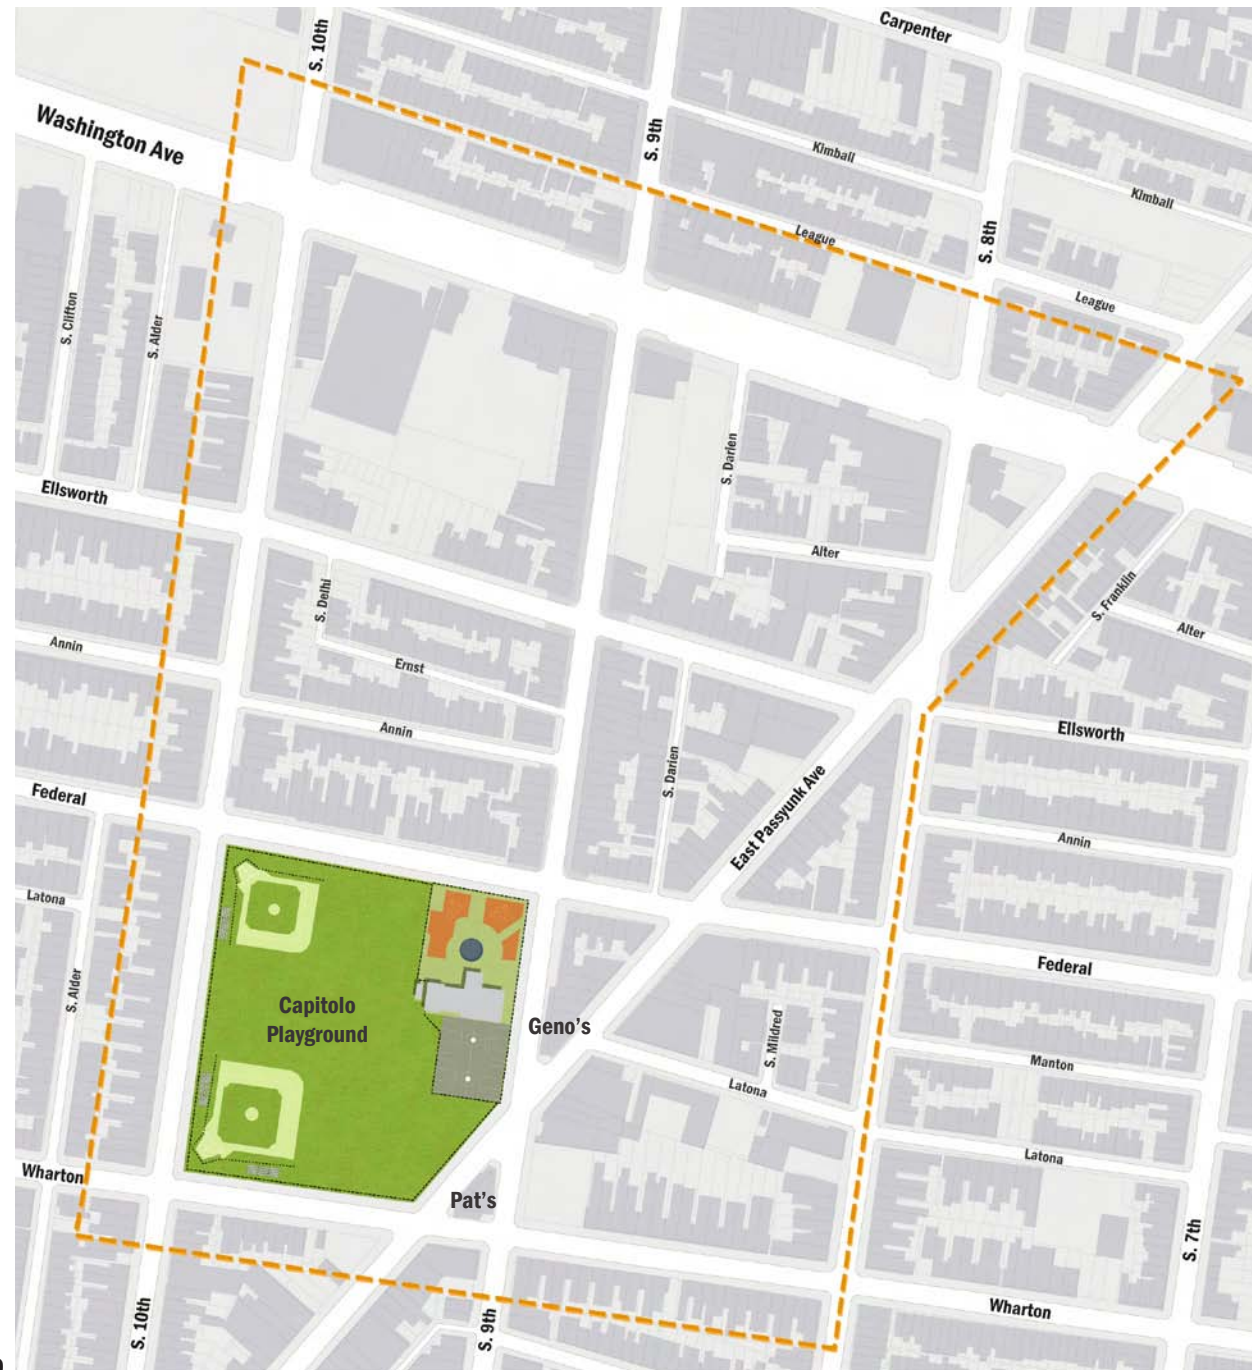 Carpenter
S. 10th
Washington Ave
S. 9th
Kimball
Kimball
S. 8th
League
League
S. Clifton
S. Alder
S. Darien
Ellsworth
Alter
S. Delhi
S. Franklin
Alter
Annin
Ernst
Annin
Ellsworth
S. Darien
East Passyunk Ave
Federal
Annin
Latona
Federal
S. Alder
Capitolo
Playground
Geno's
S. Mildred
Manton
Latona
Latona
Wharton
Pat's
S. 7th
S. 10th
S. 9th
Wharton